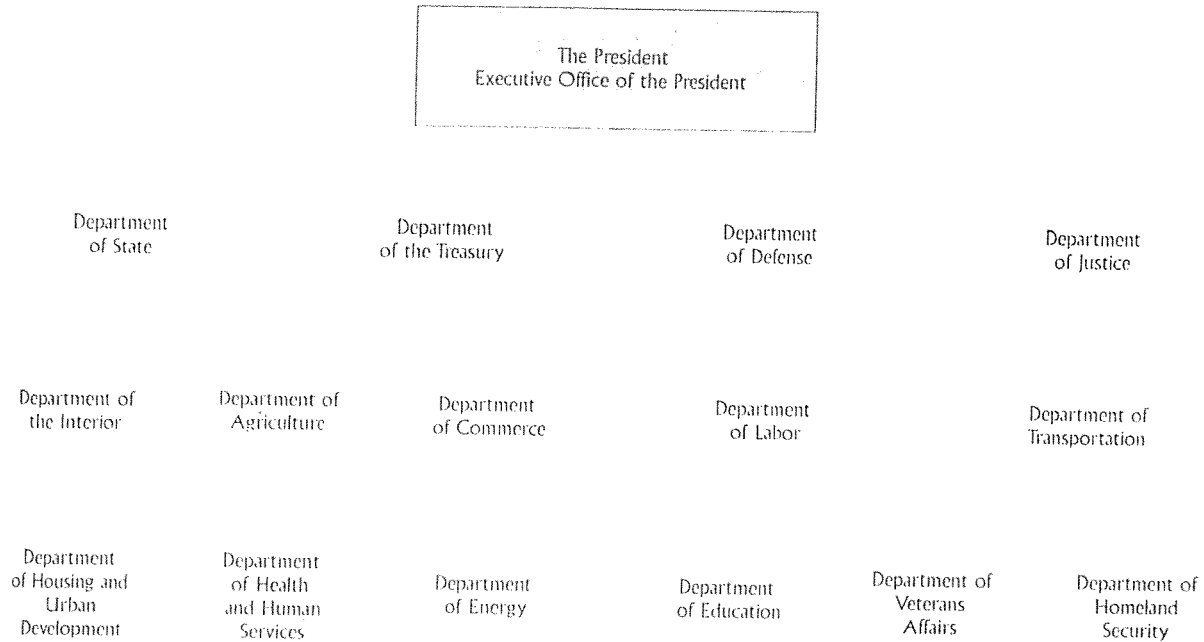 The President
Executive Office of the President
Department
of State
Department
of the Treasury
Department
of Defense
Department
of Justice
Department of
the Interior
Department of
Agriculture
Department
of Commerce
Department
of Labor
Department of
Transportation
Department
of Housing and
Urban
Development
Department
of Health
and Human
Services
Department
of Energy
Department
of Education
Department of
Veterans
Affairs
Department of
Homeland
Security